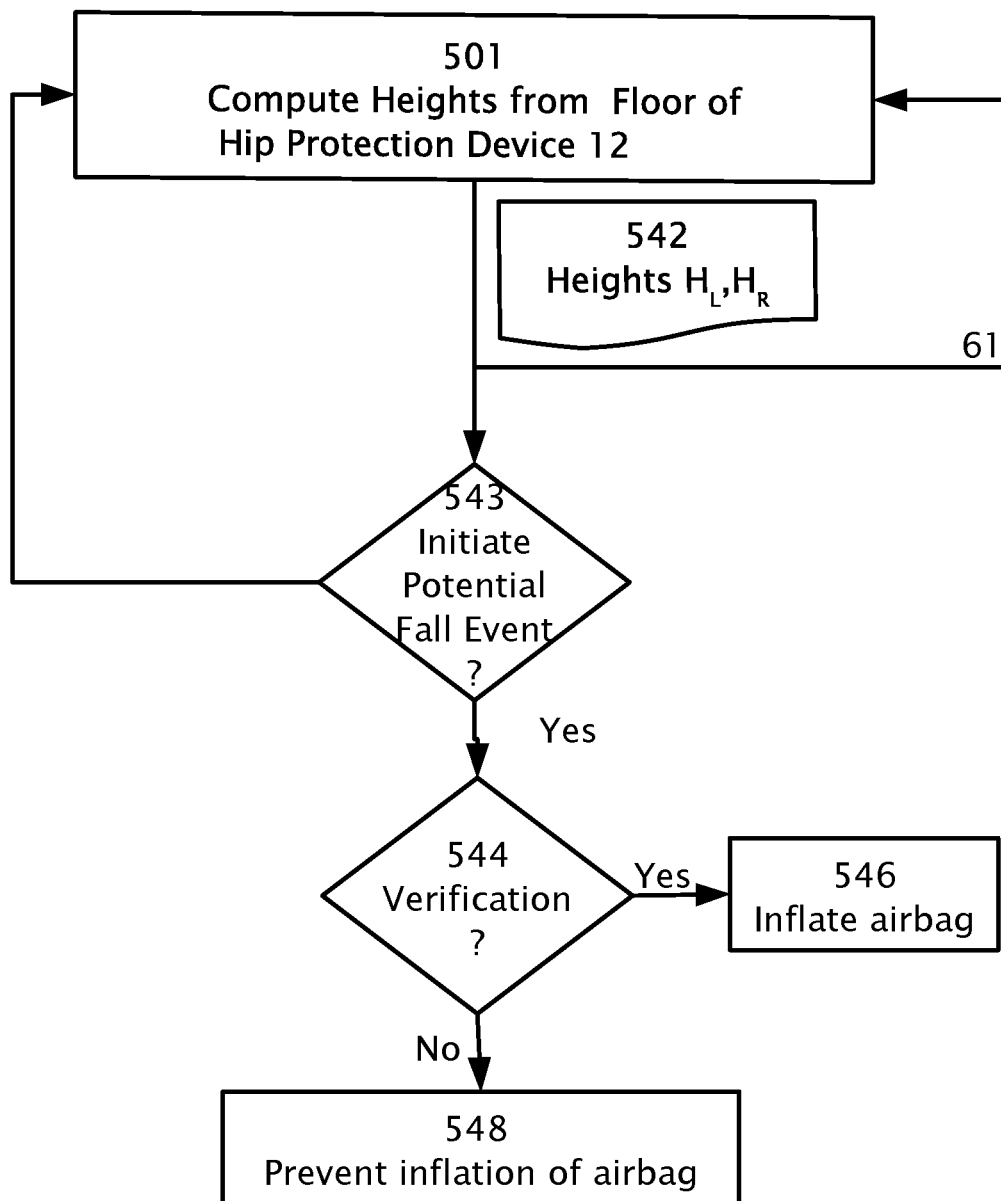 501
Compute Heights from Floor of
Hip Protection Device 12
542
Heights H_L,H_R
61
543
Initiate
Potential
Fall Event
?
Yes
544
Verification
?
Yes
546
Inflate airbag
No
548
Prevent inflation of airbag